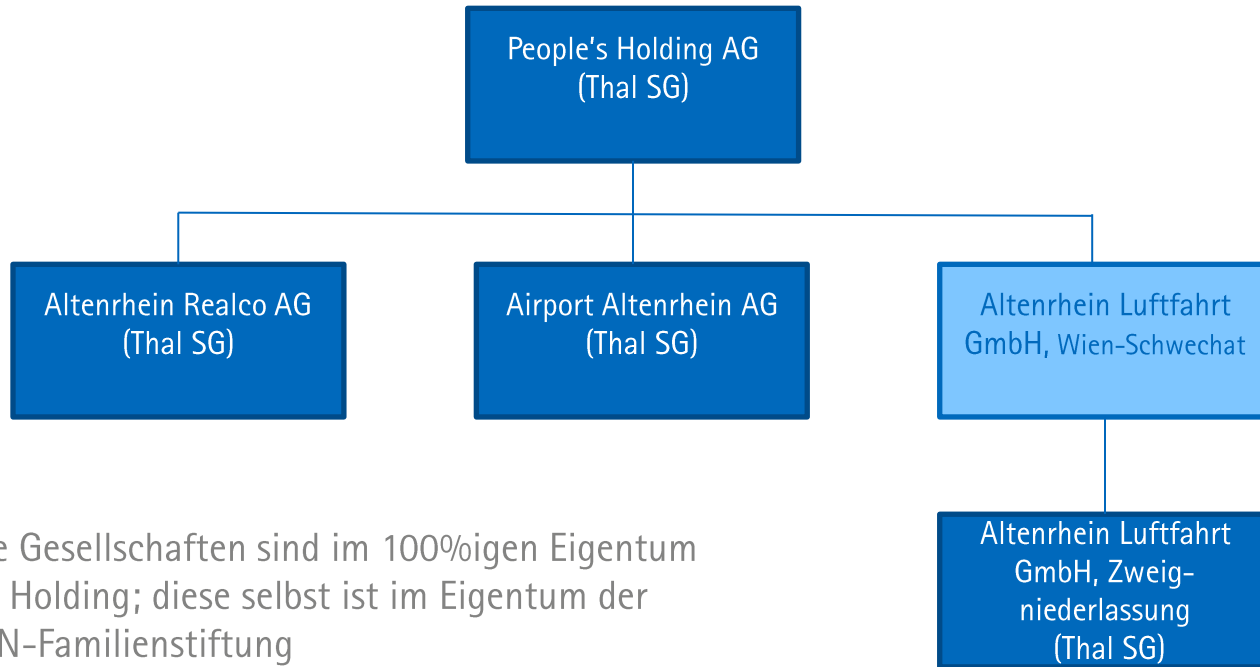 People's Holding AG
(Thal SG)
Altenrhein Realco AG
(Thal SG)
Airport Altenrhein AG
(Thal SG)
Altenrhein Luftfahrt
GmbH, Wien-Schwechat
Altenrhein Luftfahrt
GmbH, Zweig-
niederlassung
(Thal SG)
e Gesellschaften sind im 100%igen Eigentum
Holding; diese selbst ist im Eigentum der
N-Familienstiftung